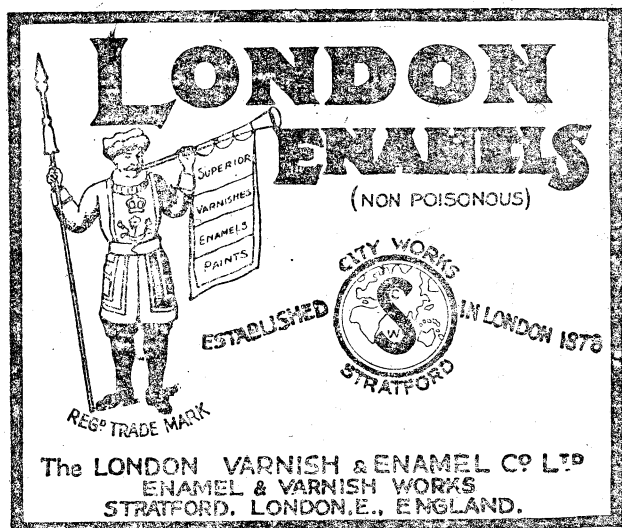 LONDON
ENAMELS
(NON POISONOUS)
SUPERIOR
VARNISHES
ENAMELS
PAINTS
CITY WORKS
ESTABLISHED
IN LONDON 1878
S
C
A W
STRATFORD
REGD TRADE MARK
The LONDON VARNISH & ENAMEL CO LTD
ENAMEL & VARNISH WORKS
STRATFORD. LONDON, E., ENGLAND.